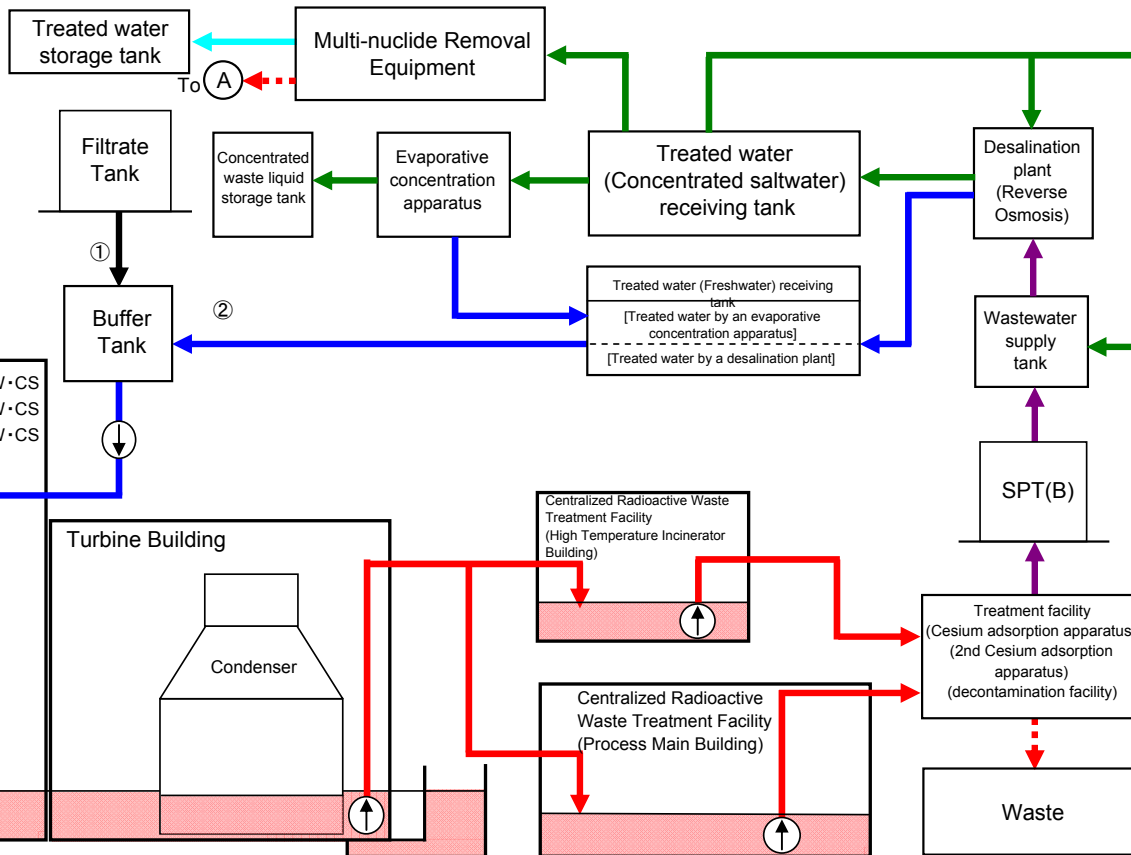 Treated water
storage tank
Multi-nuclide Removal
Equipment
To A
Filtrate
Tank
Concentrated
waste liquid
storage tank
Evaporative
concentration
apparatus
Treated water
(Concentrated saltwater)
receiving tank
Desalination
plant
(Reverse
Osmosis)
①
②
Buffer
Tank
Treated water (Freshwater) receiving
tank
[Treated water by an evaporative
concentration apparatus]
[Treated water by a desalination plant]
Wastewater
supply
tank
・CS
・CS
・CS
SPT(B)
Turbine Building
Condenser
Centralized Radioactive Waste
Treatment Facility
(High Temperature Incinerator
Building)
Treatment facility
(Cesium adsorption apparatus
(2nd Cesium adsorption
apparatus)
(decontamination facility)
Centralized Radioactive
Waste Treatment Facility
(Process Main Building)
Waste